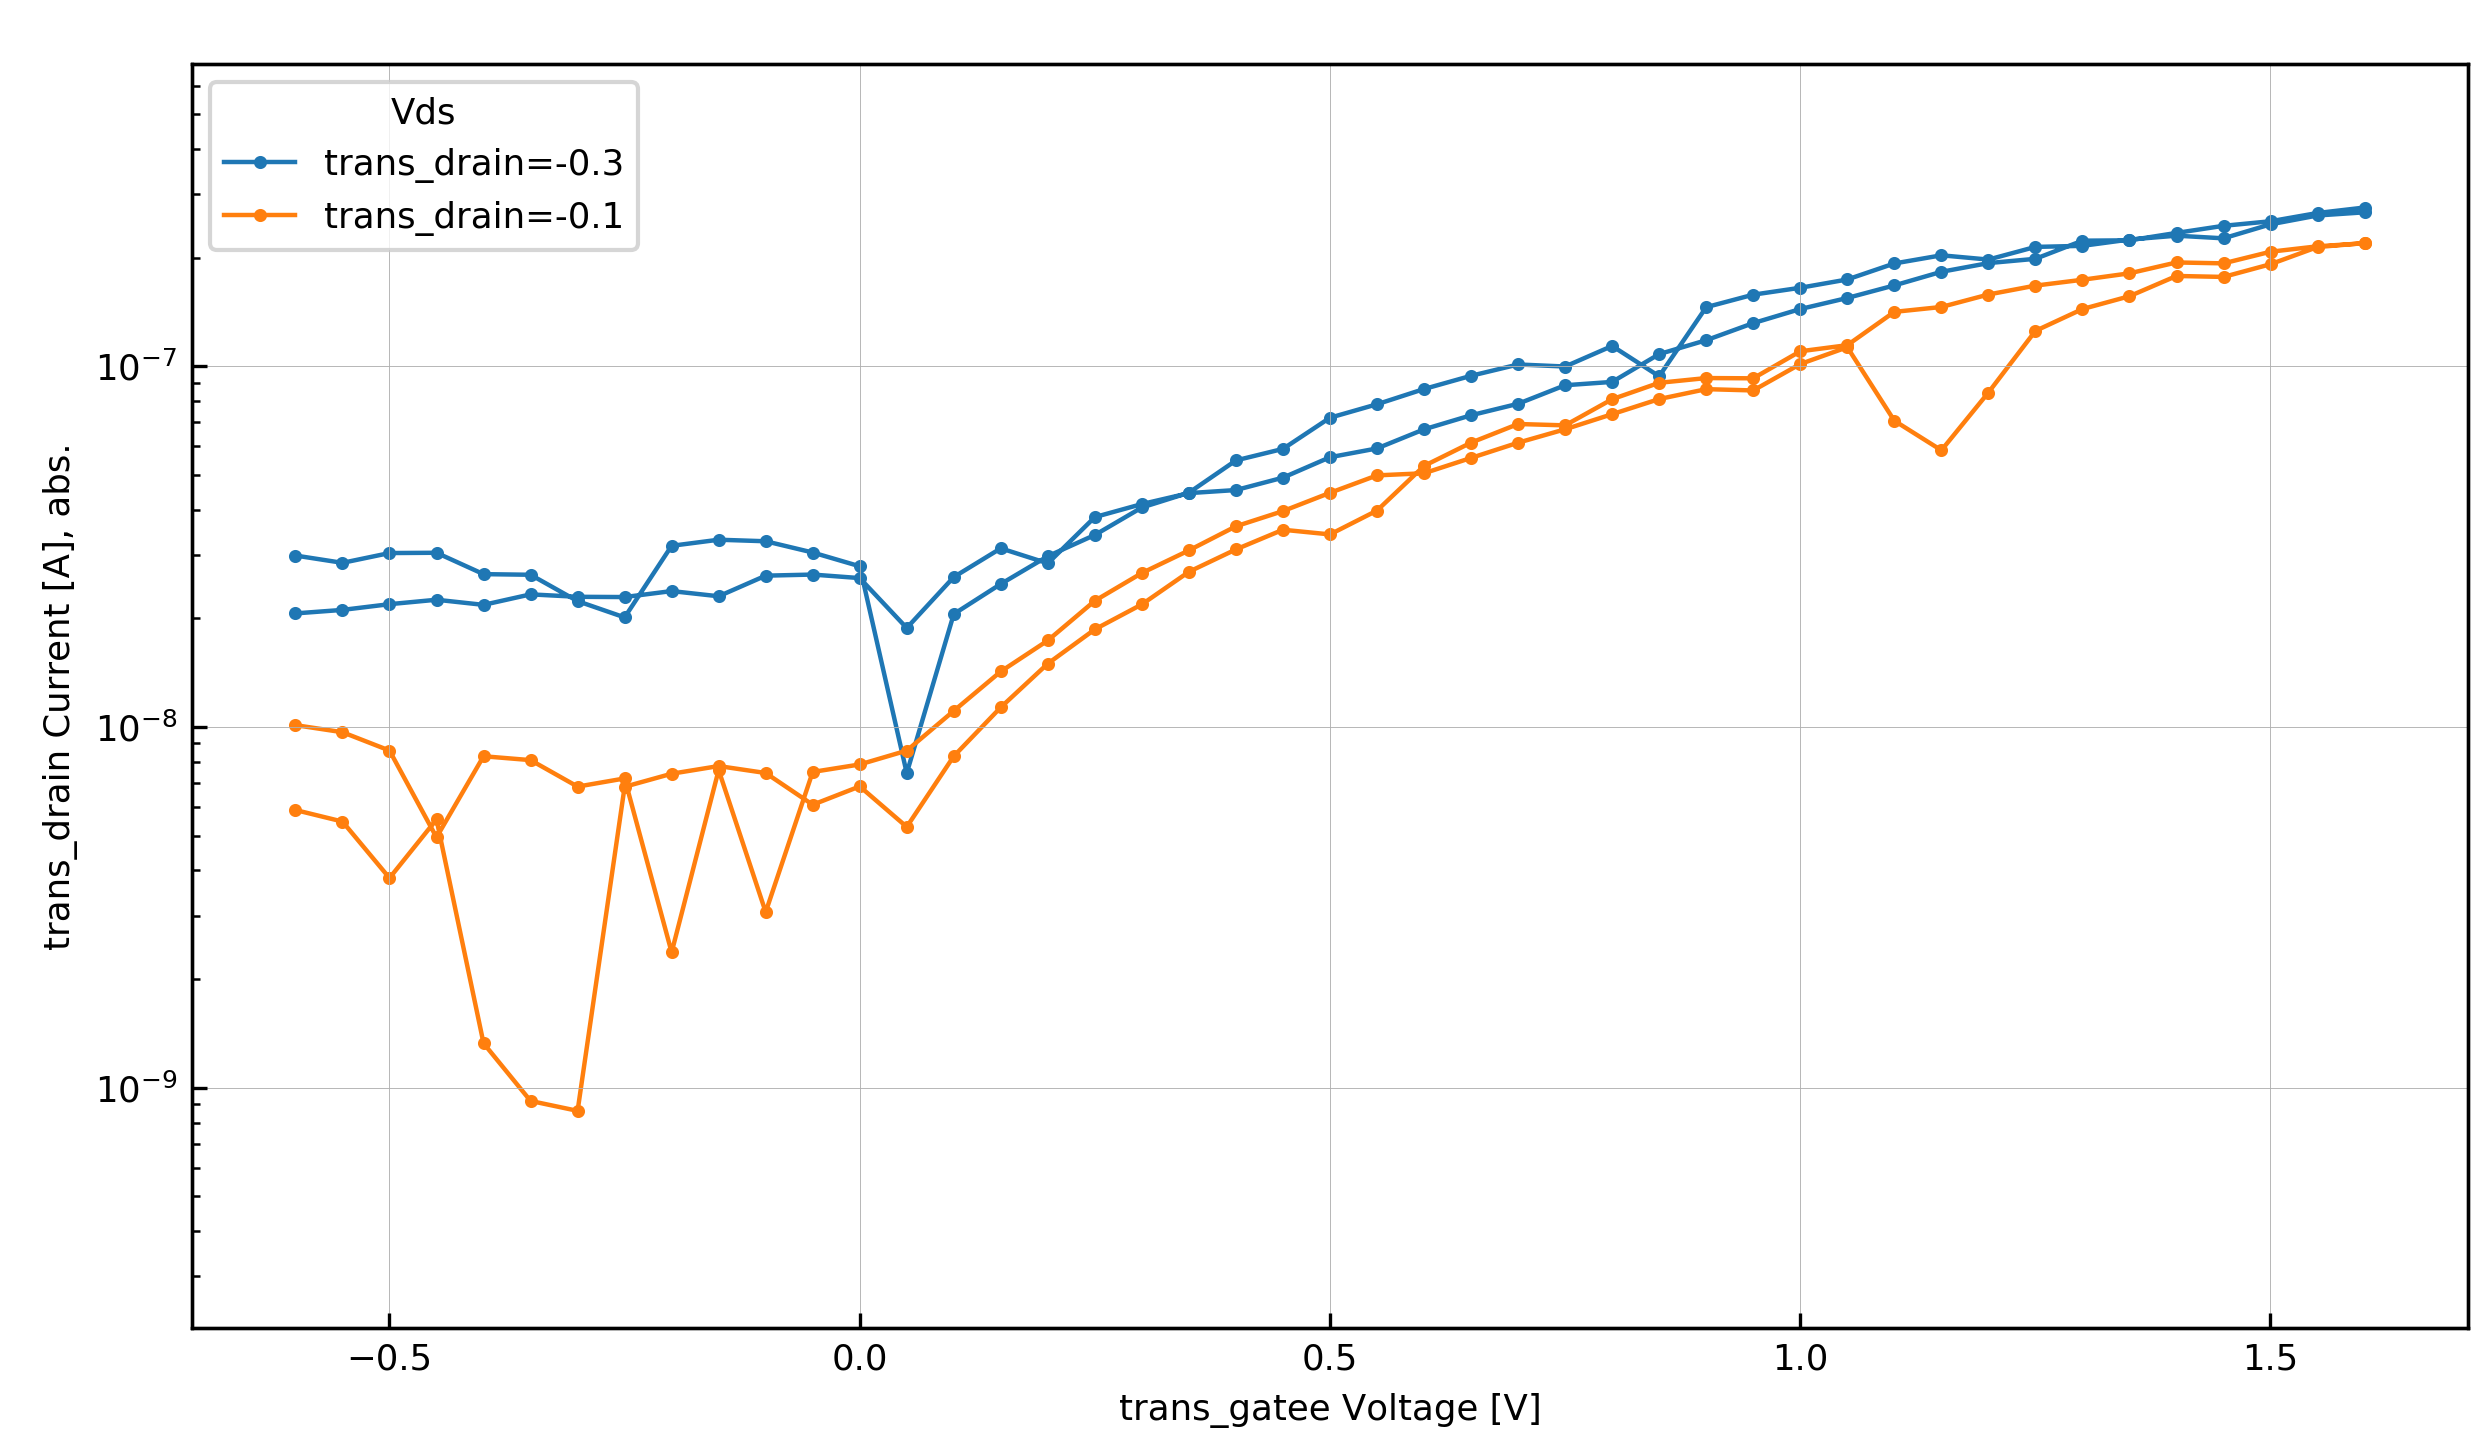 Vds
trans_drain=-0.3
trans_drain=-0.1
10⁻⁷
10⁻⁸
10⁻⁹
trans_drain Current [A], abs.
−0.5 0.0 0.5 1.0 1.5
trans_gatee Voltage [V]